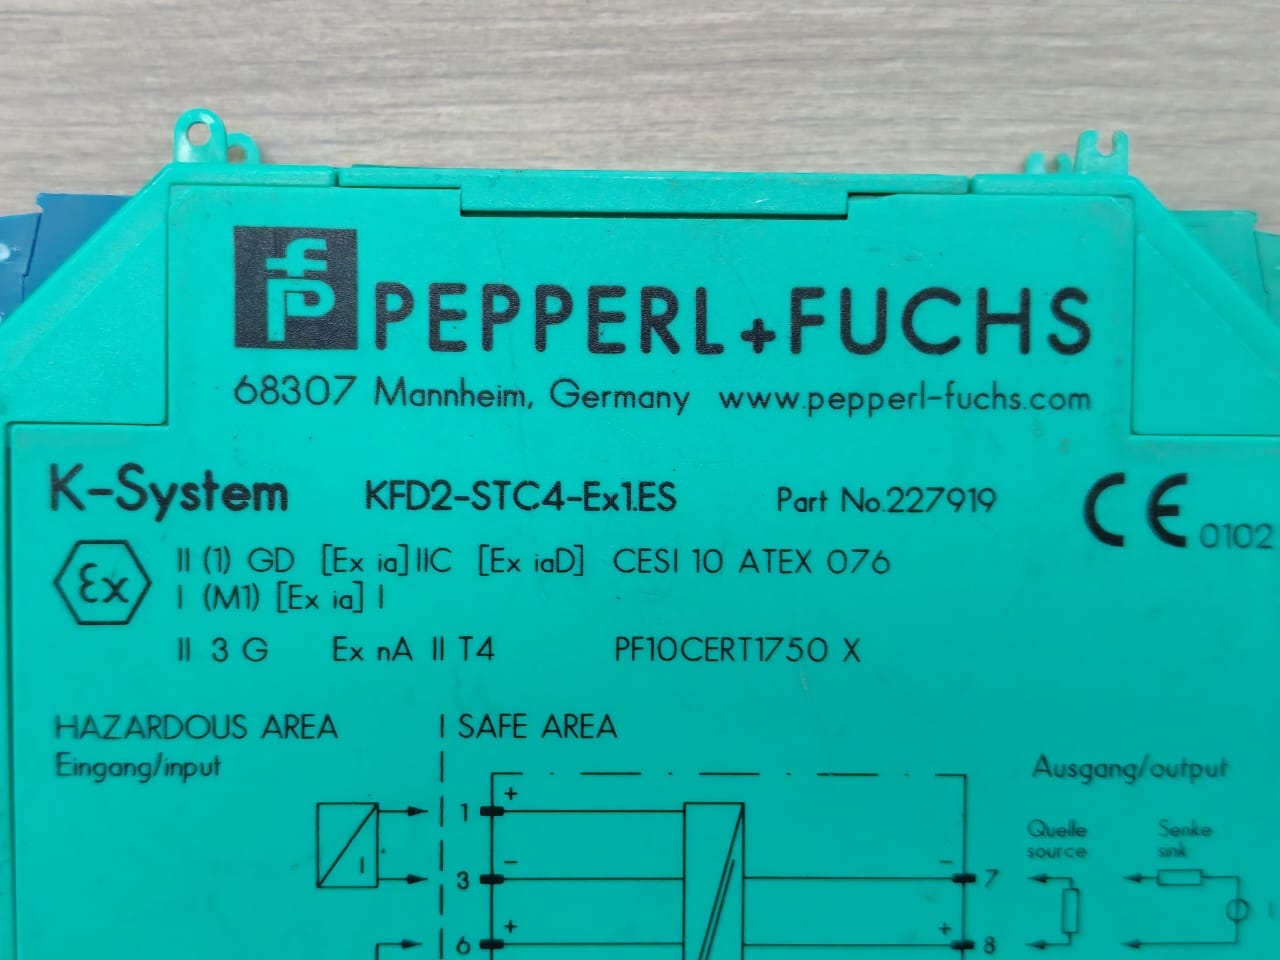 PEPPERL+FUCHS
68307 Mannheim, Germany www.pepperl-fuchs.com
K-System KFD2-STC4-Ex1.ES Part No.227919 CE 0102
Ex II (1) GD [Ex ia] IIC [Ex iaD] CESI 10 ATEX 076
I (M1) [Ex ia] I
II 3 G Ex nA II T4 PF10CERT1750 X
HAZARDOUS AREA | SAFE AREA
Eingang/input Ausgang/output
+
1
Quelle Senke
source sink
I
-
3
-
7
+
6
+
8
I